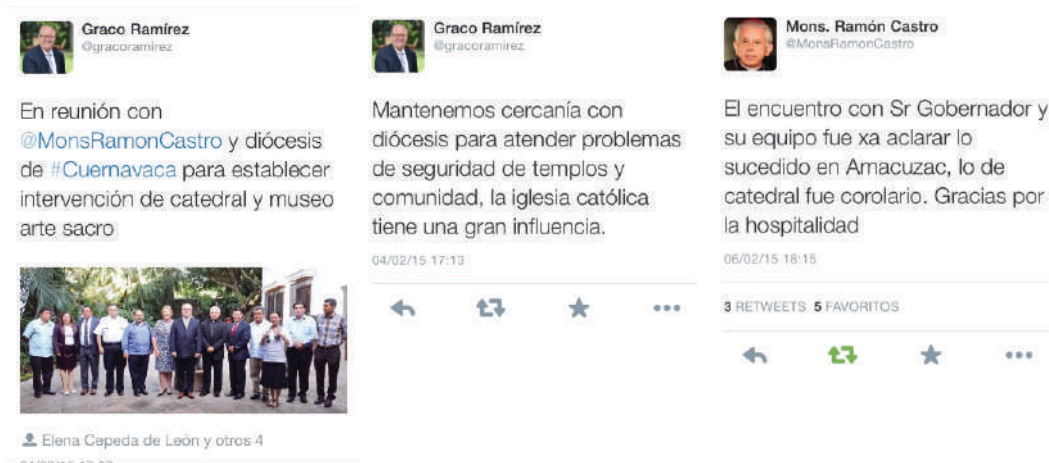 Graco Ramírez
@gracoramirez
En reunión con
@MonsRamonCastro y diócesis
de #Cuernavaca para establecer
intervención de catedral y museo
arte sacro
Elena Cepeda de León y otros 4
Graco Ramírez
@gracoramirez
Mantenemos cercanía con
diócesis para atender problemas
de seguridad de templos y
comunidad, la iglesia católica
tiene una gran influencia.
04/02/15 17:13
Mons. Ramón Castro
@MonsRamonCastro
El encuentro con Sr Gobernador y
su equipo fue xa aclarar lo
sucedido en Amacuzac, lo de
catedral fue corolario. Gracias por
la hospitalidad
06/02/15 18:15
3 RETWEETS 5 FAVORITOS